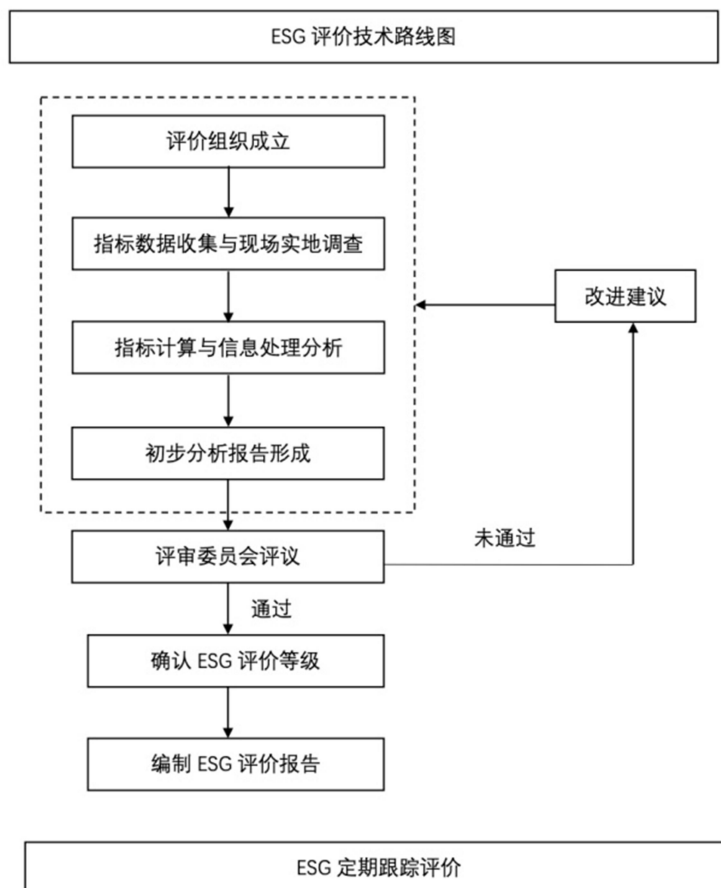 ESG 评价技术路线图
评价组织成立
指标数据收集与现场实地调查
改进建议
指标计算与信息处理分析
初步分析报告形成
未通过
评审委员会评议
通过
确认 ESG 评价等级
编制 ESG 评价报告
ESG 定期跟踪评价